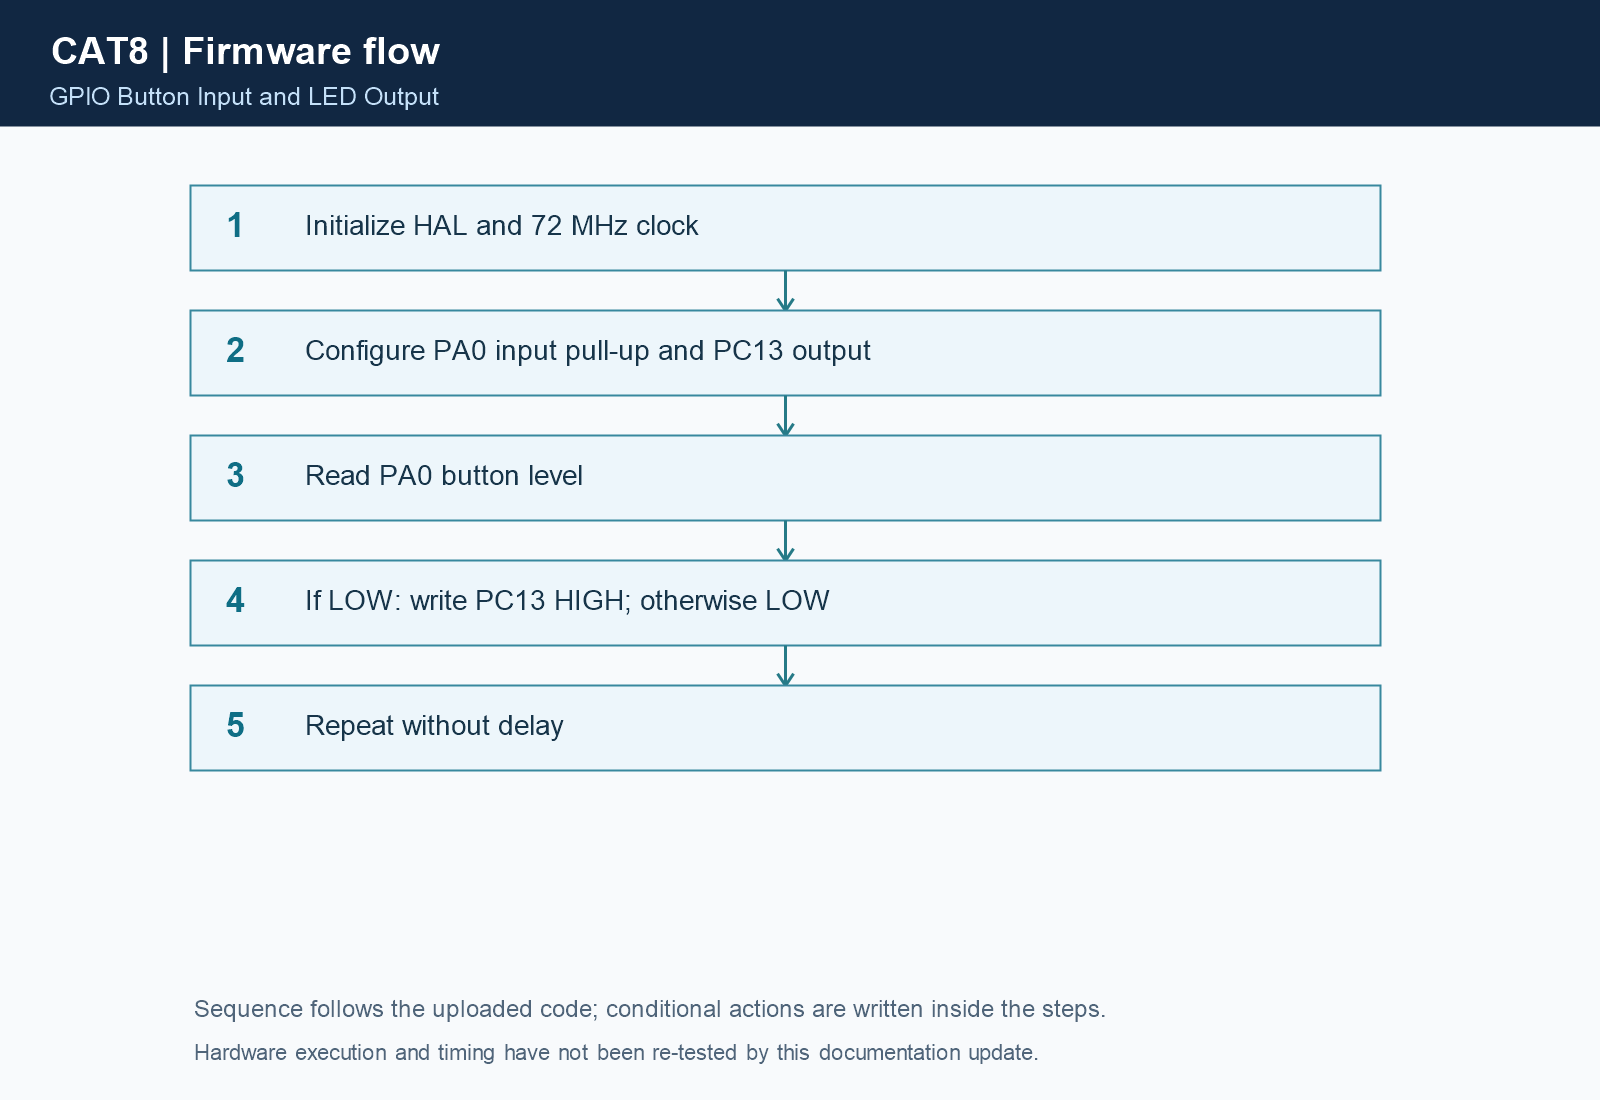 CAT8 | Firmware flow
GPIO Button Input and LED Output
1 Initialize HAL and 72 MHz clock
2 Configure PA0 input pull-up and PC13 output
3 Read PA0 button level
4 If LOW: write PC13 HIGH; otherwise LOW
5 Repeat without delay
Sequence follows the uploaded code; conditional actions are written inside the steps.
Hardware execution and timing have not been re-tested by this documentation update.